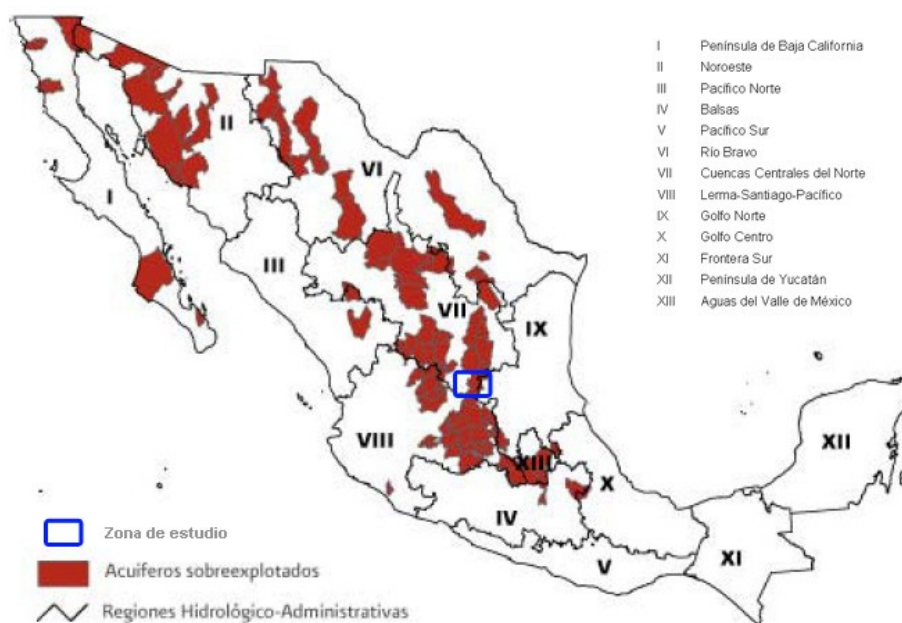 I Península de Baja California
II Noroeste
III Pacífico Norte
IV Balsas
V Pacífico Sur
VI Río Bravo
VII Cuencas Centrales del Norte
VIII Lerma-Santiago-Pacífico
IX Golfo Norte
X Golfo Centro
XI Frontera Sur
XII Península de Yucatán
XIII Aguas del Valle de México
II
VI
I
III
VII
IX
VIII
XIII
XII
X
IV
V
XI
Zona de estudio
Acuiferos sobreexplotados
Regiones Hidrológico-Administrativas